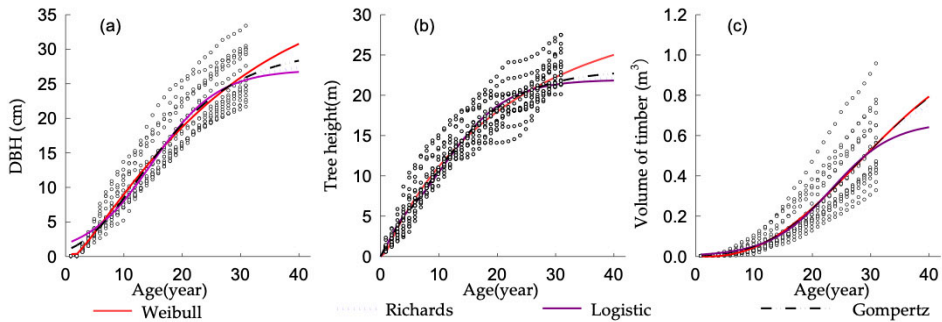 (a)
35
30
25
20
15
10
5
0
DBH (cm)
0 10 20 30 40
Age(year)
(b)
30
25
20
15
10
5
0
Tree height(m)
0 10 20 30 40
Age(year)
(c)
1.2
1.0
0.8
0.6
0.4
0.2
0.0
Volume of timber (m³)
0 10 20 30 40
Age(year)
Weibull Richards Logistic Gompertz